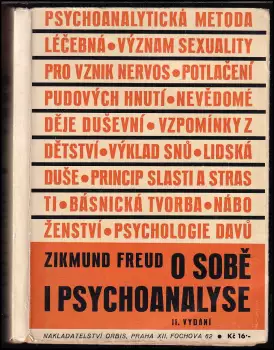 PSYCHOANALYTICKÁ METODA
LÉČEBNÁ • VÝZNAM SEXUALITY
PRO VZNIK NERVOS • POTLAČENÍ
PUDOVÝCH HNUTÍ • NEVĚDOMÉ
DĚJE DUŠEVNÍ • VZPOMÍNKY Z
DĚTSTVÍ • VÝKLAD SNŮ • LIDSKÁ
DUŠE • PRINCIP SLASTI A STRAS
TI • BÁSNICKÁ TVORBA • NÁBO
ŽENSTVÍ • PSYCHOLOGIE DAVŮ
ZIKMUND FREUD O SOBĚ
I PSYCHOANALYSE
II. VYDÁNÍ
NAKLADATELSTVÍ ORBIS, PRAHA XII, FOCHOVA 62 • Kč 16·-